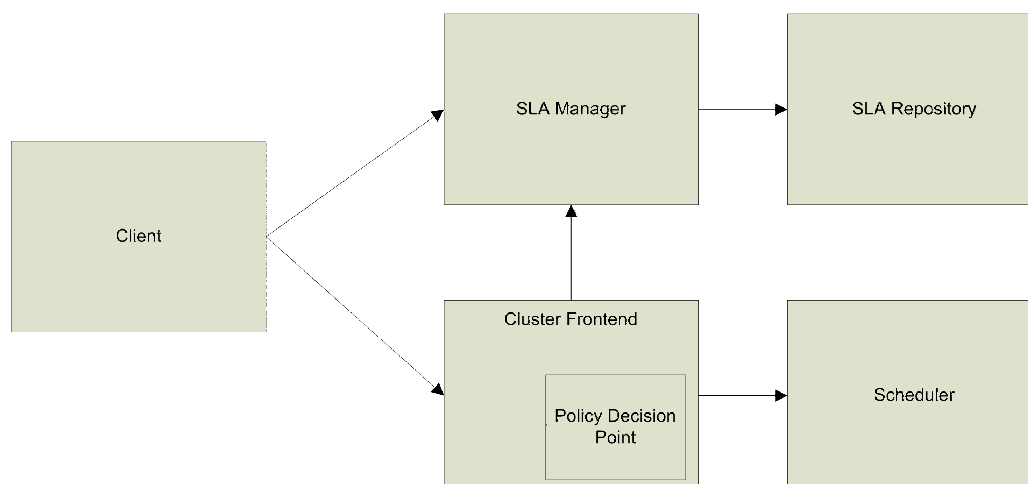 SLA Manager
SLA Repository
Client
Cluster Frontend
Policy Decision
Point
Scheduler